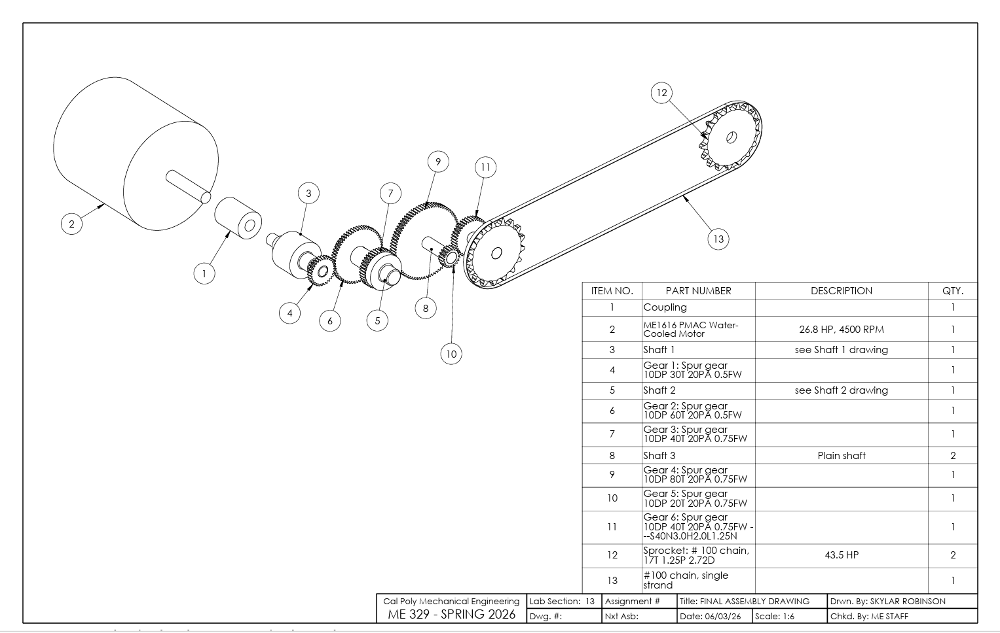 12
9
11
3
7
2
13
1
8
4
6
5
10
ITEM NO. PART NUMBER DESCRIPTION QTY.
1 Coupling 1
2 ME1616 PMAC Water-
Cooled Motor 26.8 HP, 4500 RPM 1
3 Shaft 1 see Shaft 1 drawing 1
4 Gear 1: Spur gear
10DP 30T 20PA 0.5FW 1
5 Shaft 2 see Shaft 2 drawing 1
6 Gear 2: Spur gear
10DP 60T 20PA 0.5FW 1
7 Gear 3: Spur gear
10DP 40T 20PA 0.75FW 1
8 Shaft 3 Plain shaft 2
9 Gear 4: Spur gear
10DP 80T 20PA 0.75FW 1
10 Gear 5: Spur gear
10DP 20T 20PA 0.75FW 1
11 Gear 6: Spur gear
10DP 40T 20PA 0.75FW -
--S40N3.0H2.0L1.25N 1
12 Sprocket: # 100 chain,
17T 1.25P 2.72D 43.5 HP 2
13 #100 chain, single
strand 1
Cal Poly Mechanical Engineering Lab Section: 13 Assignment # Title: FINAL ASSEMBLY DRAWING Drwn. By: SKYLAR ROBINSON
ME 329 - SPRING 2026 Dwg. #: Nxt Asb: Date: 06/03/26 Scale: 1:6 Chkd. By: ME STAFF